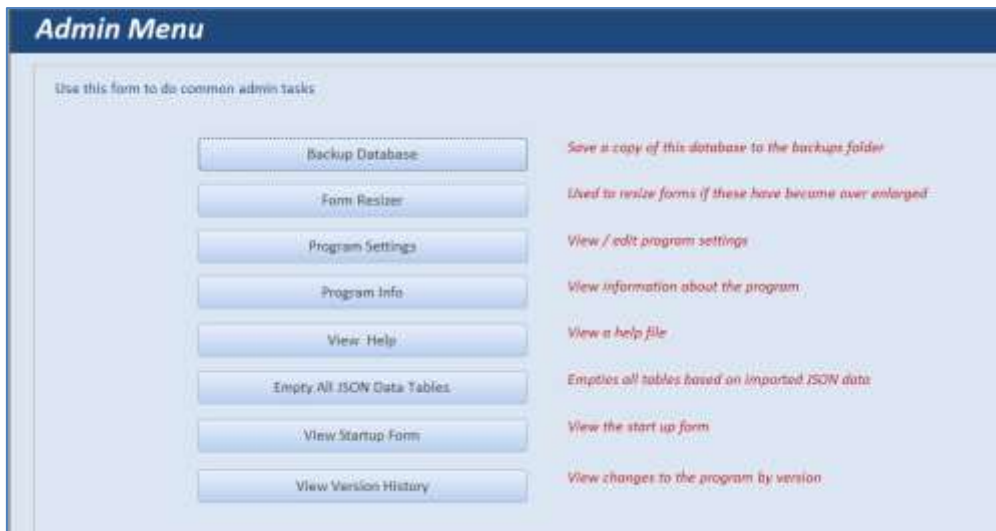 Admin Menu
Use this form to do common admin tasks
Backup Database Save a copy of this database to the backups folder
Form Resizer Used to resize forms if these have become over enlarged
Program Settings View / edit program settings
Program Info View information about the program
View Help View a help file
Empty All JSON Data Tables Empties all tables based on imported JSON data
View Startup Form View the start up form
View Version History View changes to the program by version